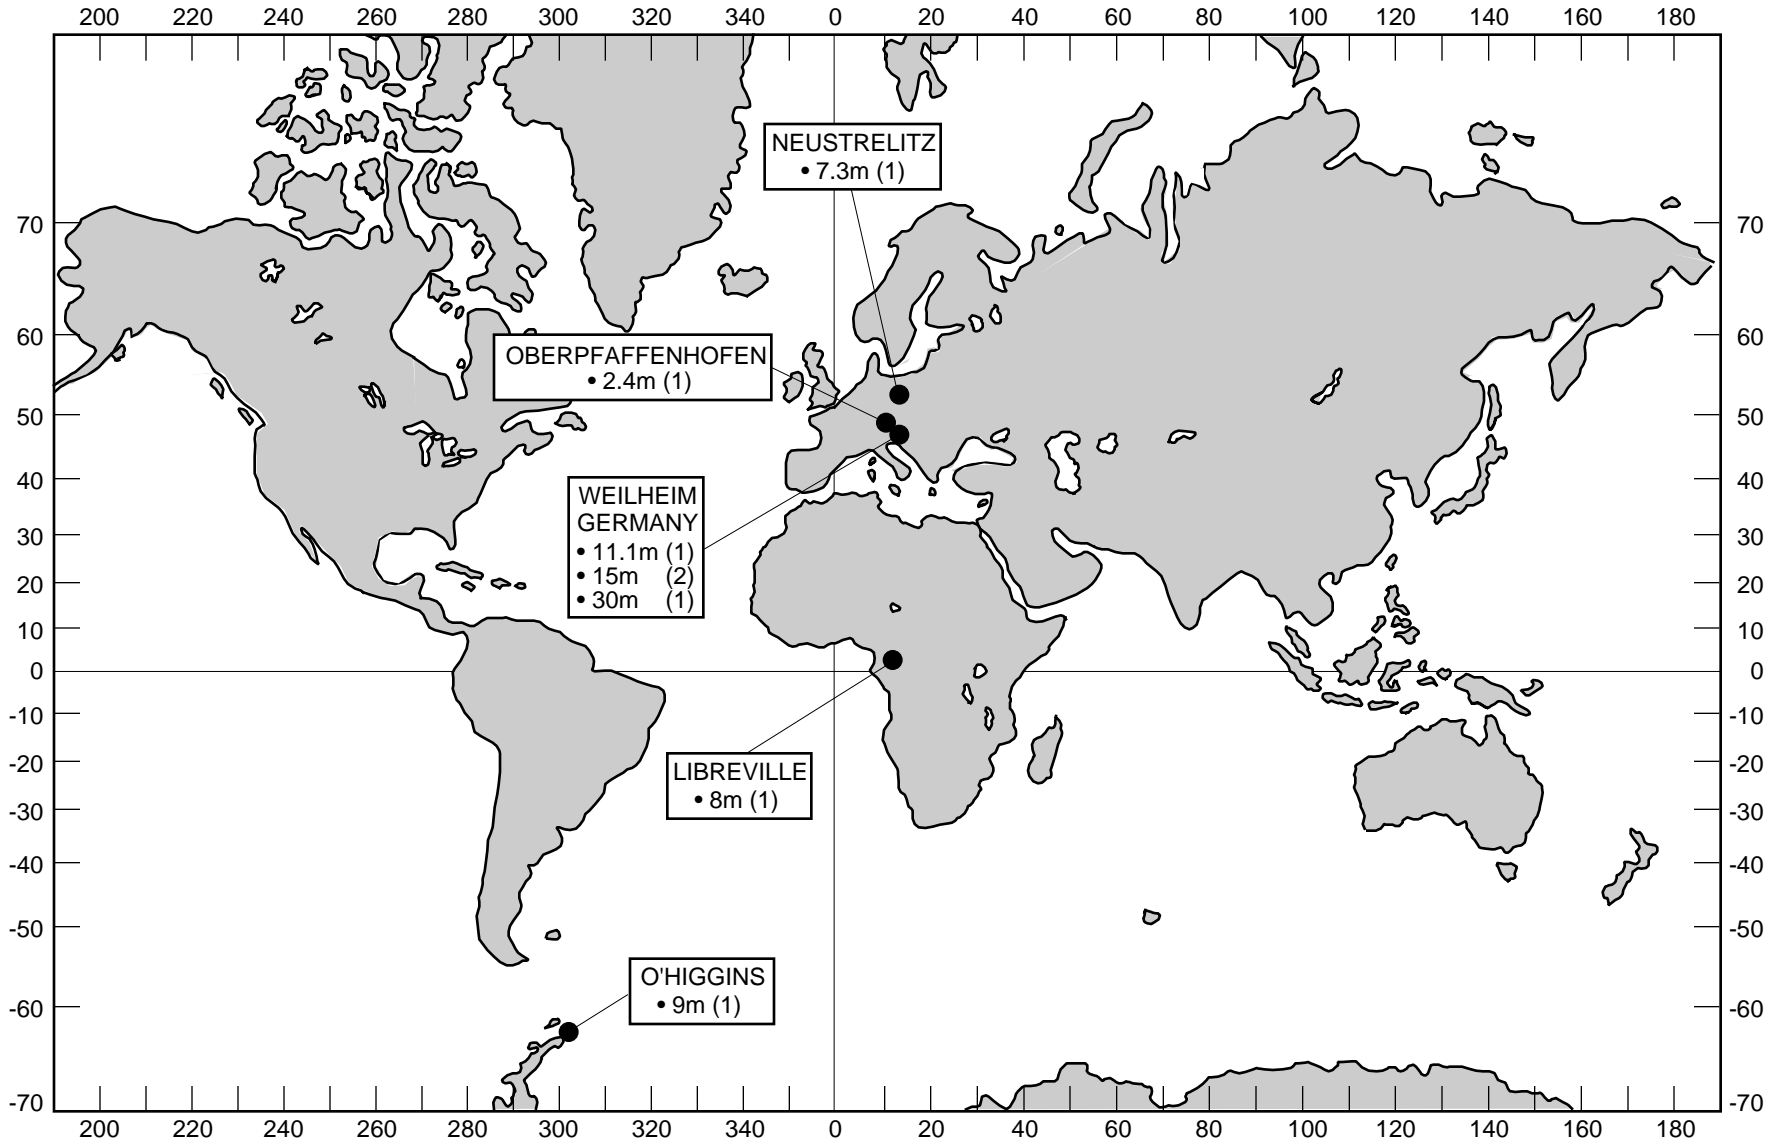 200 220 240 260 280 300 320 340 0 20 40 60 80 100 120 140 160 180
NEUSTRELITZ
• 7.3m (1)
70 70
60 60
OBERPFAFFENHOFEN
• 2.4m (1)
50 50
40 40
WEILHEIM
GERMANY
• 11.1m (1)
• 15m (2)
• 30m (1)
30 30
20 20
10 10
0 0
-10 -10
-20 -20
LIBREVILLE
• 8m (1)
-30 -30
-40 -40
-50 -50
O'HIGGINS
• 9m (1)
-60 -60
-70 -70
200 220 240 260 280 300 320 340 0 20 40 60 80 100 120 140 160 180